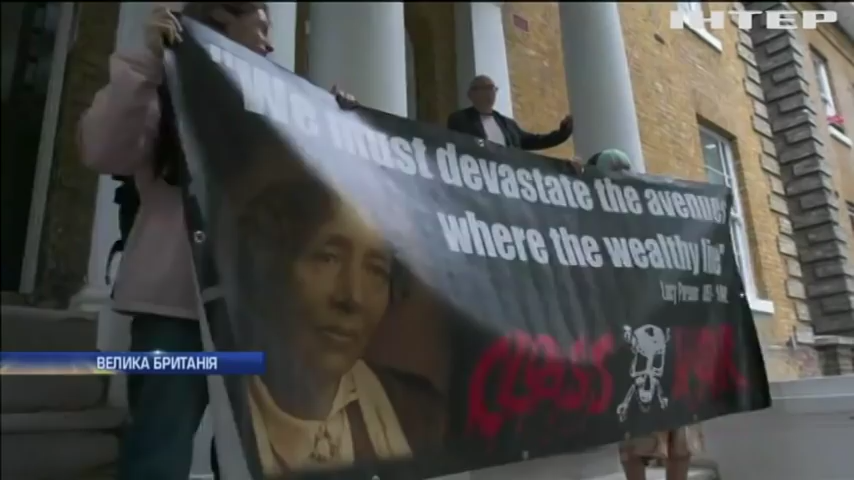 ІНТЕР
"We must devastate the avenues
where the wealthy live"
Lucy Parsons
CLASS WAR
ВЕЛИКА БРИТАНІЯ